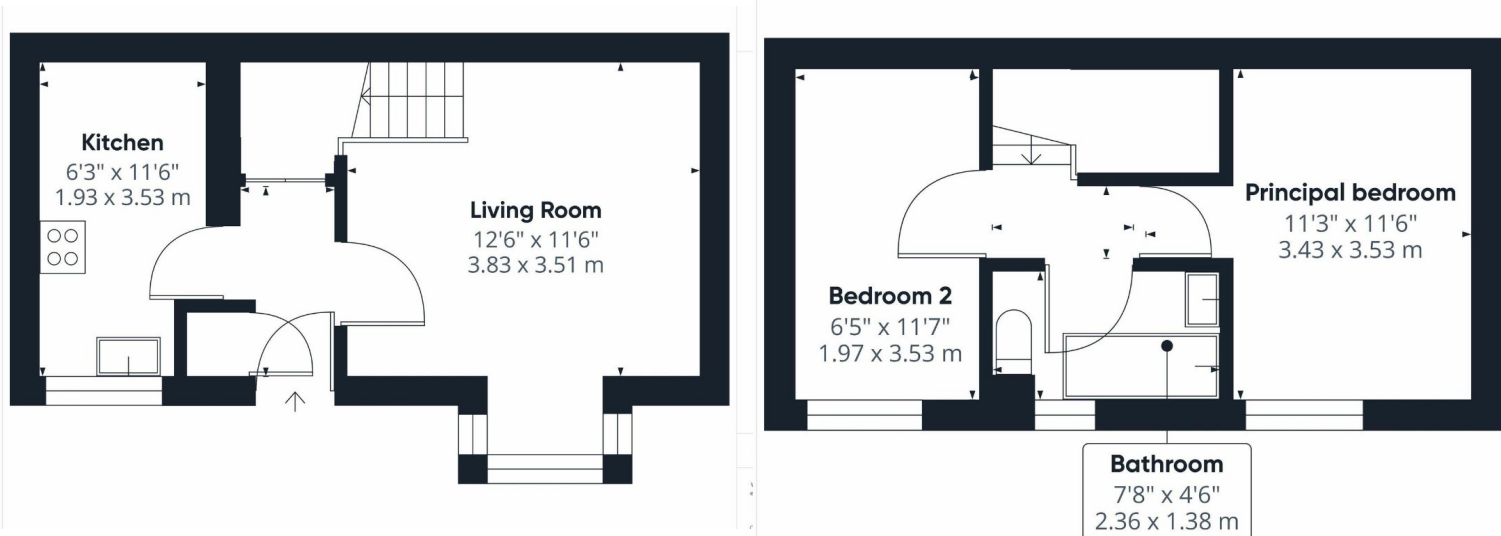 Kitchen
6'3" x 11'6"
1.93 x 3.53 m
Living Room
12'6" x 11'6"
3.83 x 3.51 m
Principal bedroom
11'3" x 11'6"
3.43 x 3.53 m
Bedroom 2
6'5" x 11'7"
1.97 x 3.53 m
Bathroom
7'8" x 4'6"
2.36 x 1.38 m